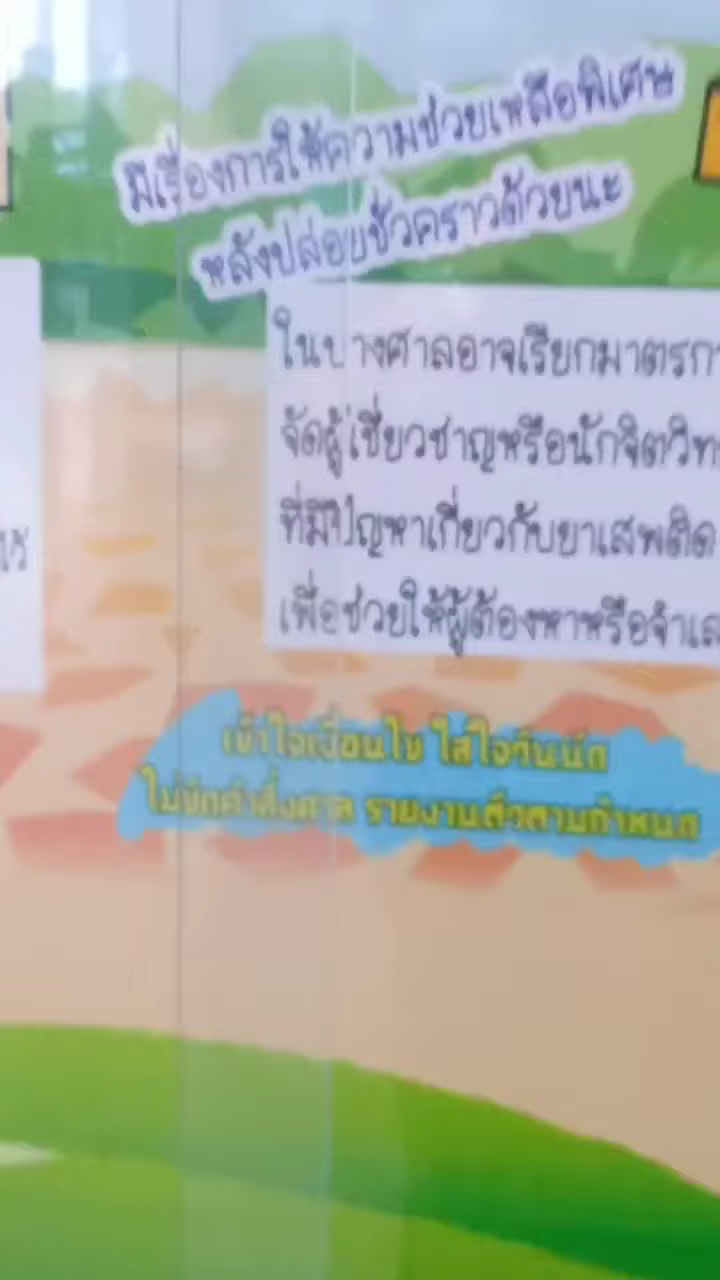 มีเรื่องการให้ความช่วยเหลือพิเศษ
หลังปล่อยชั่วคราวด้วยนะ
ในบางศาลอาจเรียกมาตรกา
จัดผู้เชี่ยวชาญหรือนักจิตวิท
ที่มีปัญหาเกี่ยวกับยาเสพติด
เพื่อช่วยให้ผู้ต้องหาหรือจำเล
เข้าใจเงื่อนไข ใส่ใจวันนัด
ไม่ขัดคำสั่งศาล รายงานตัวตามกำหนด